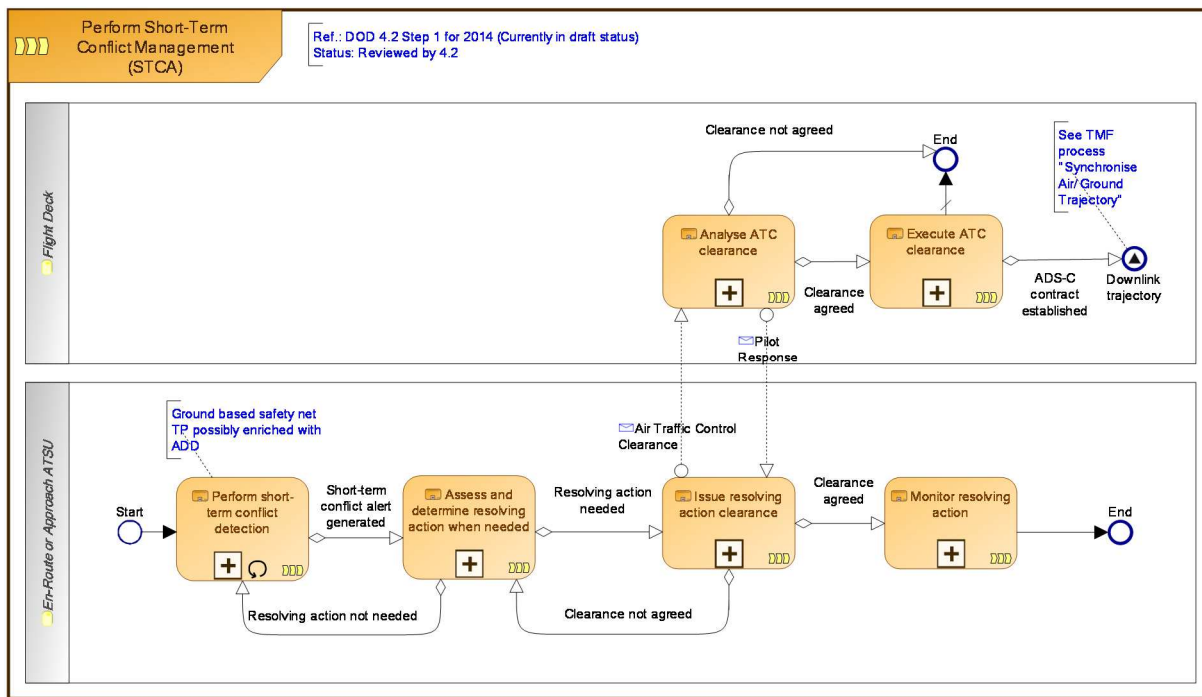 Perform Short-Term
Conflict Management
(STCA)
Ref.: DOD 4.2 Step 1 for 2014 (Currently in draft status)
Status: Reviewed by 4.2
Flight Deck
Clearance not agreed
End
See TMF
process
"Synchronise
Air/Ground
Trajectory"
Analyse ATC
clearance
Clearance
agreed
Execute ATC
clearance
ADS-C
contract
established
Downlink
trajectory
Pilot
Response
Air Traffic Control
Clearance
En-Route or Approach ATSU
Ground based safety net
TP possibly enriched with
ADD
Start
Perform short-
term conflict
detection
Short-term
conflict alert
generated
Assess and
determine resolving
action when needed
Resolving action
needed
Issue resolving
action clearance
Clearance
agreed
Monitor resolving
action
End
Resolving action not needed
Clearance not agreed